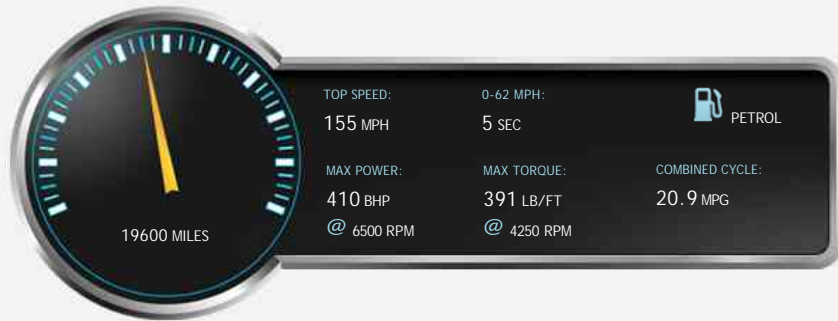 TOP SPEED:
155 MPH
0-62 MPH:
5 SEC
PETROL
MAX POWER:
410 BHP
@ 6500 RPM
MAX TORQUE:
391 LB/FT
@ 4250 RPM
COMBINED CYCLE:
20.9 MPG
19600 MILES